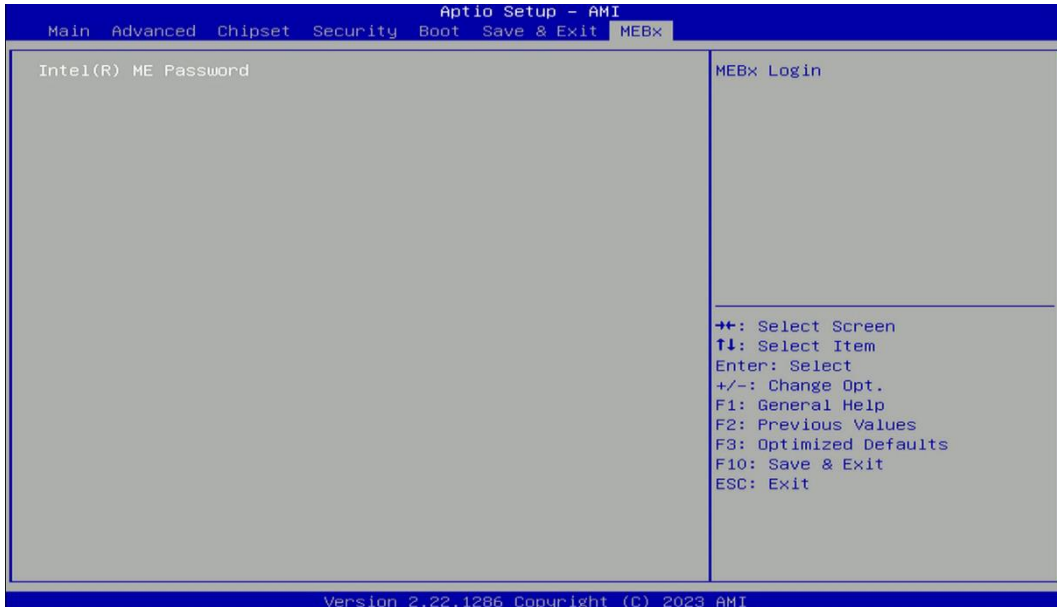 Aptio Setup – AMI
Main Advanced Chipset Security Boot Save & Exit MEBx
Intel(R) ME Password
MEBx Login
→←: Select Screen
↑↓: Select Item
Enter: Select
+/-: Change Opt.
F1: General Help
F2: Previous Values
F3: Optimized Defaults
F10: Save & Exit
ESC: Exit
Version 2.22.1286 Copyright (C) 2023 AMI